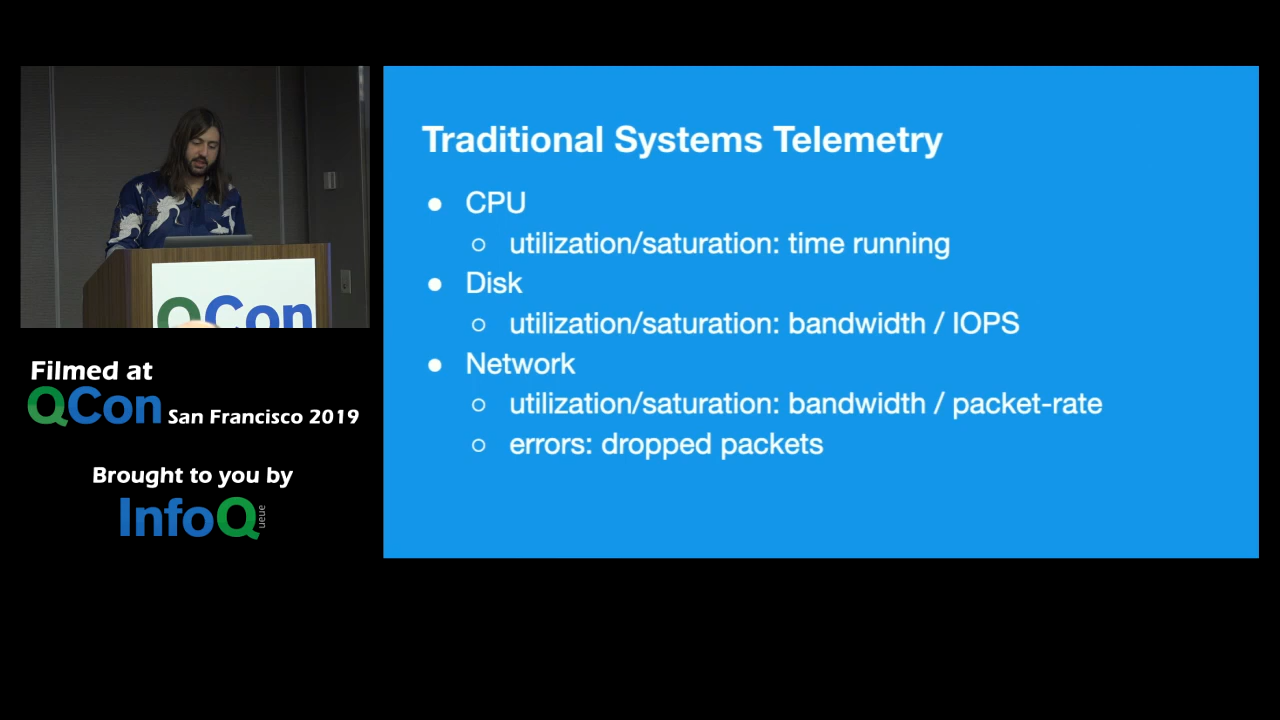 Traditional Systems Telemetry
● CPU
○ utilization/saturation: time running
● Disk
○ utilization/saturation: bandwidth / IOPS
● Network
○ utilization/saturation: bandwidth / packet-rate
○ errors: dropped packets
QCon
Filmed at
QCon San Francisco 2019
Brought to you by
InfoQueue